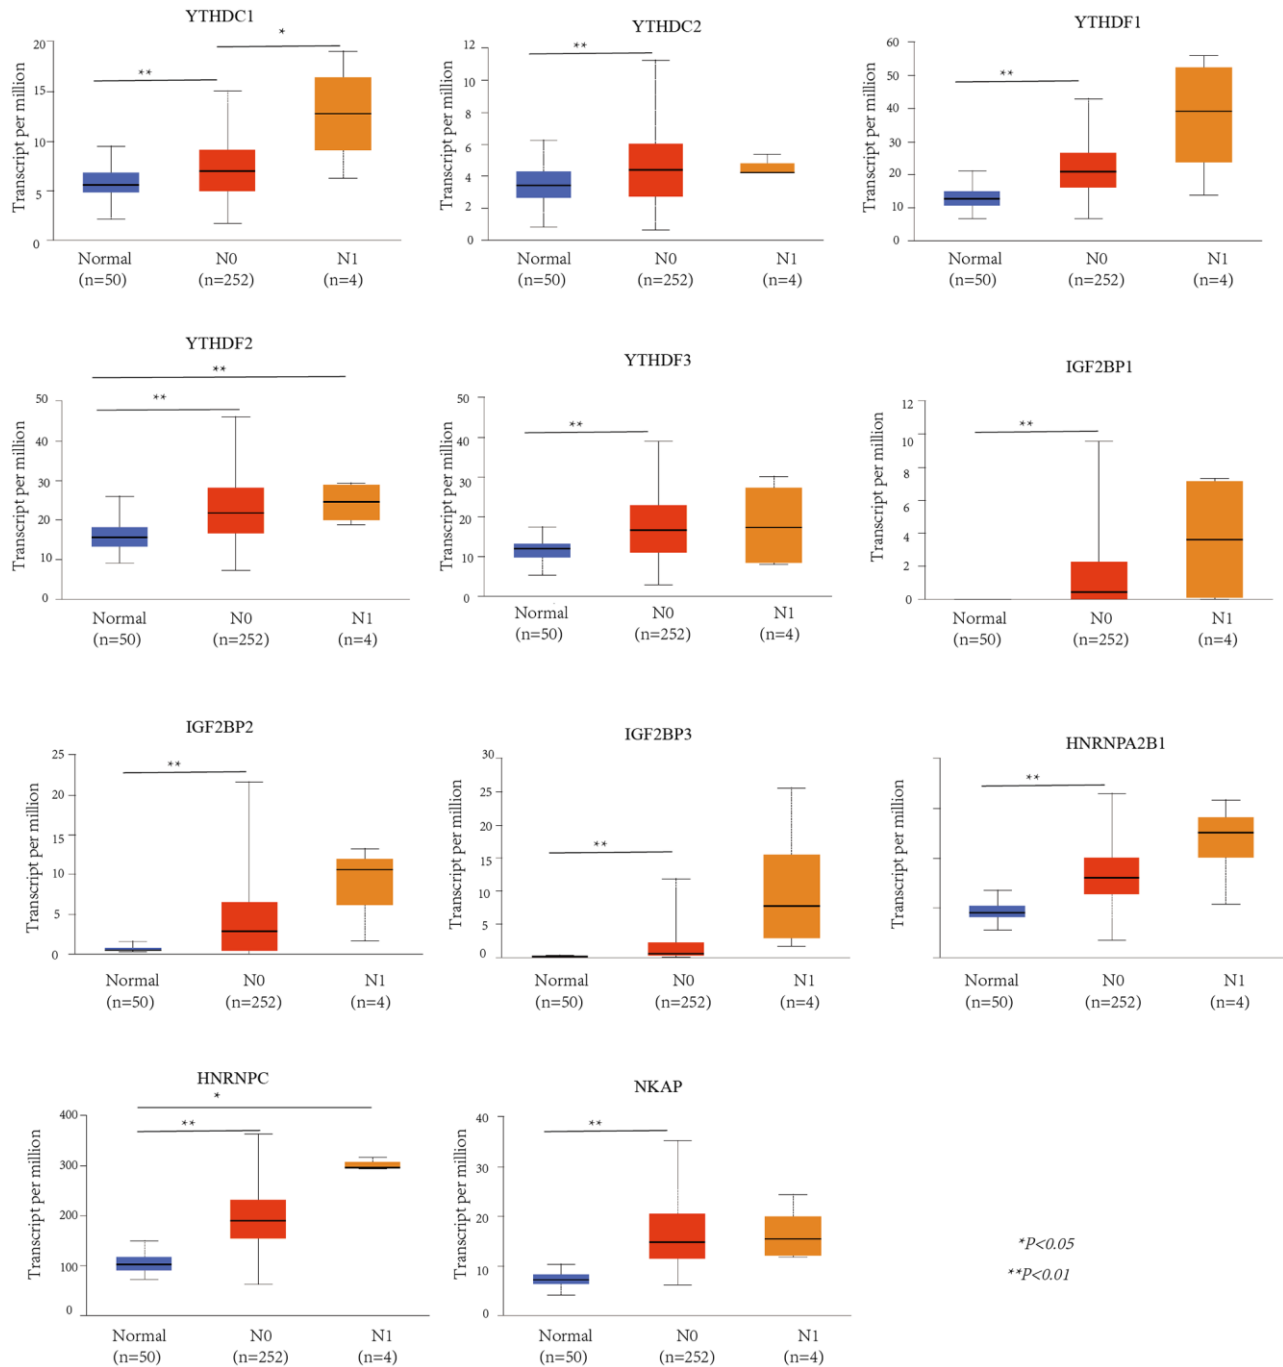 YTHDC1
Transcript per million
20
15
10
5
0
**
*
Normal
(n=50)
N0
(n=252)
N1
(n=4)
YTHDC2
Transcript per million
12
10
8
6
4
2
0
**
Normal
(n=50)
N0
(n=252)
N1
(n=4)
YTHDF1
Transcript per million
60
50
40
30
20
10
0
**
Normal
(n=50)
N0
(n=252)
N1
(n=4)
YTHDF2
Transcript per million
50
40
30
20
10
0
**
**
Normal
(n=50)
N0
(n=252)
N1
(n=4)
YTHDF3
Transcript per million
50
40
30
20
10
0
**
Normal
(n=50)
N0
(n=252)
N1
(n=4)
IGF2BP1
Transcript per million
12
10
8
6
4
2
0
**
Normal
(n=50)
N0
(n=252)
N1
(n=4)
IGF2BP2
Transcript per million
25
20
15
10
5
0
**
Normal
(n=50)
N0
(n=252)
N1
(n=4)
IGF2BP3
Transcript per million
30
25
20
15
10
5
0
**
Normal
(n=50)
N0
(n=252)
N1
(n=4)
HNRNPA2B1
Transcript per million
**
Normal
(n=50)
N0
(n=252)
N1
(n=4)
HNRNPC
Transcript per million
400
300
200
100
0
*
**
Normal
(n=50)
N0
(n=252)
N1
(n=4)
NKAP
Transcript per million
40
30
20
10
0
**
Normal
(n=50)
N0
(n=252)
N1
(n=4)
*P<0.05
**P<0.01